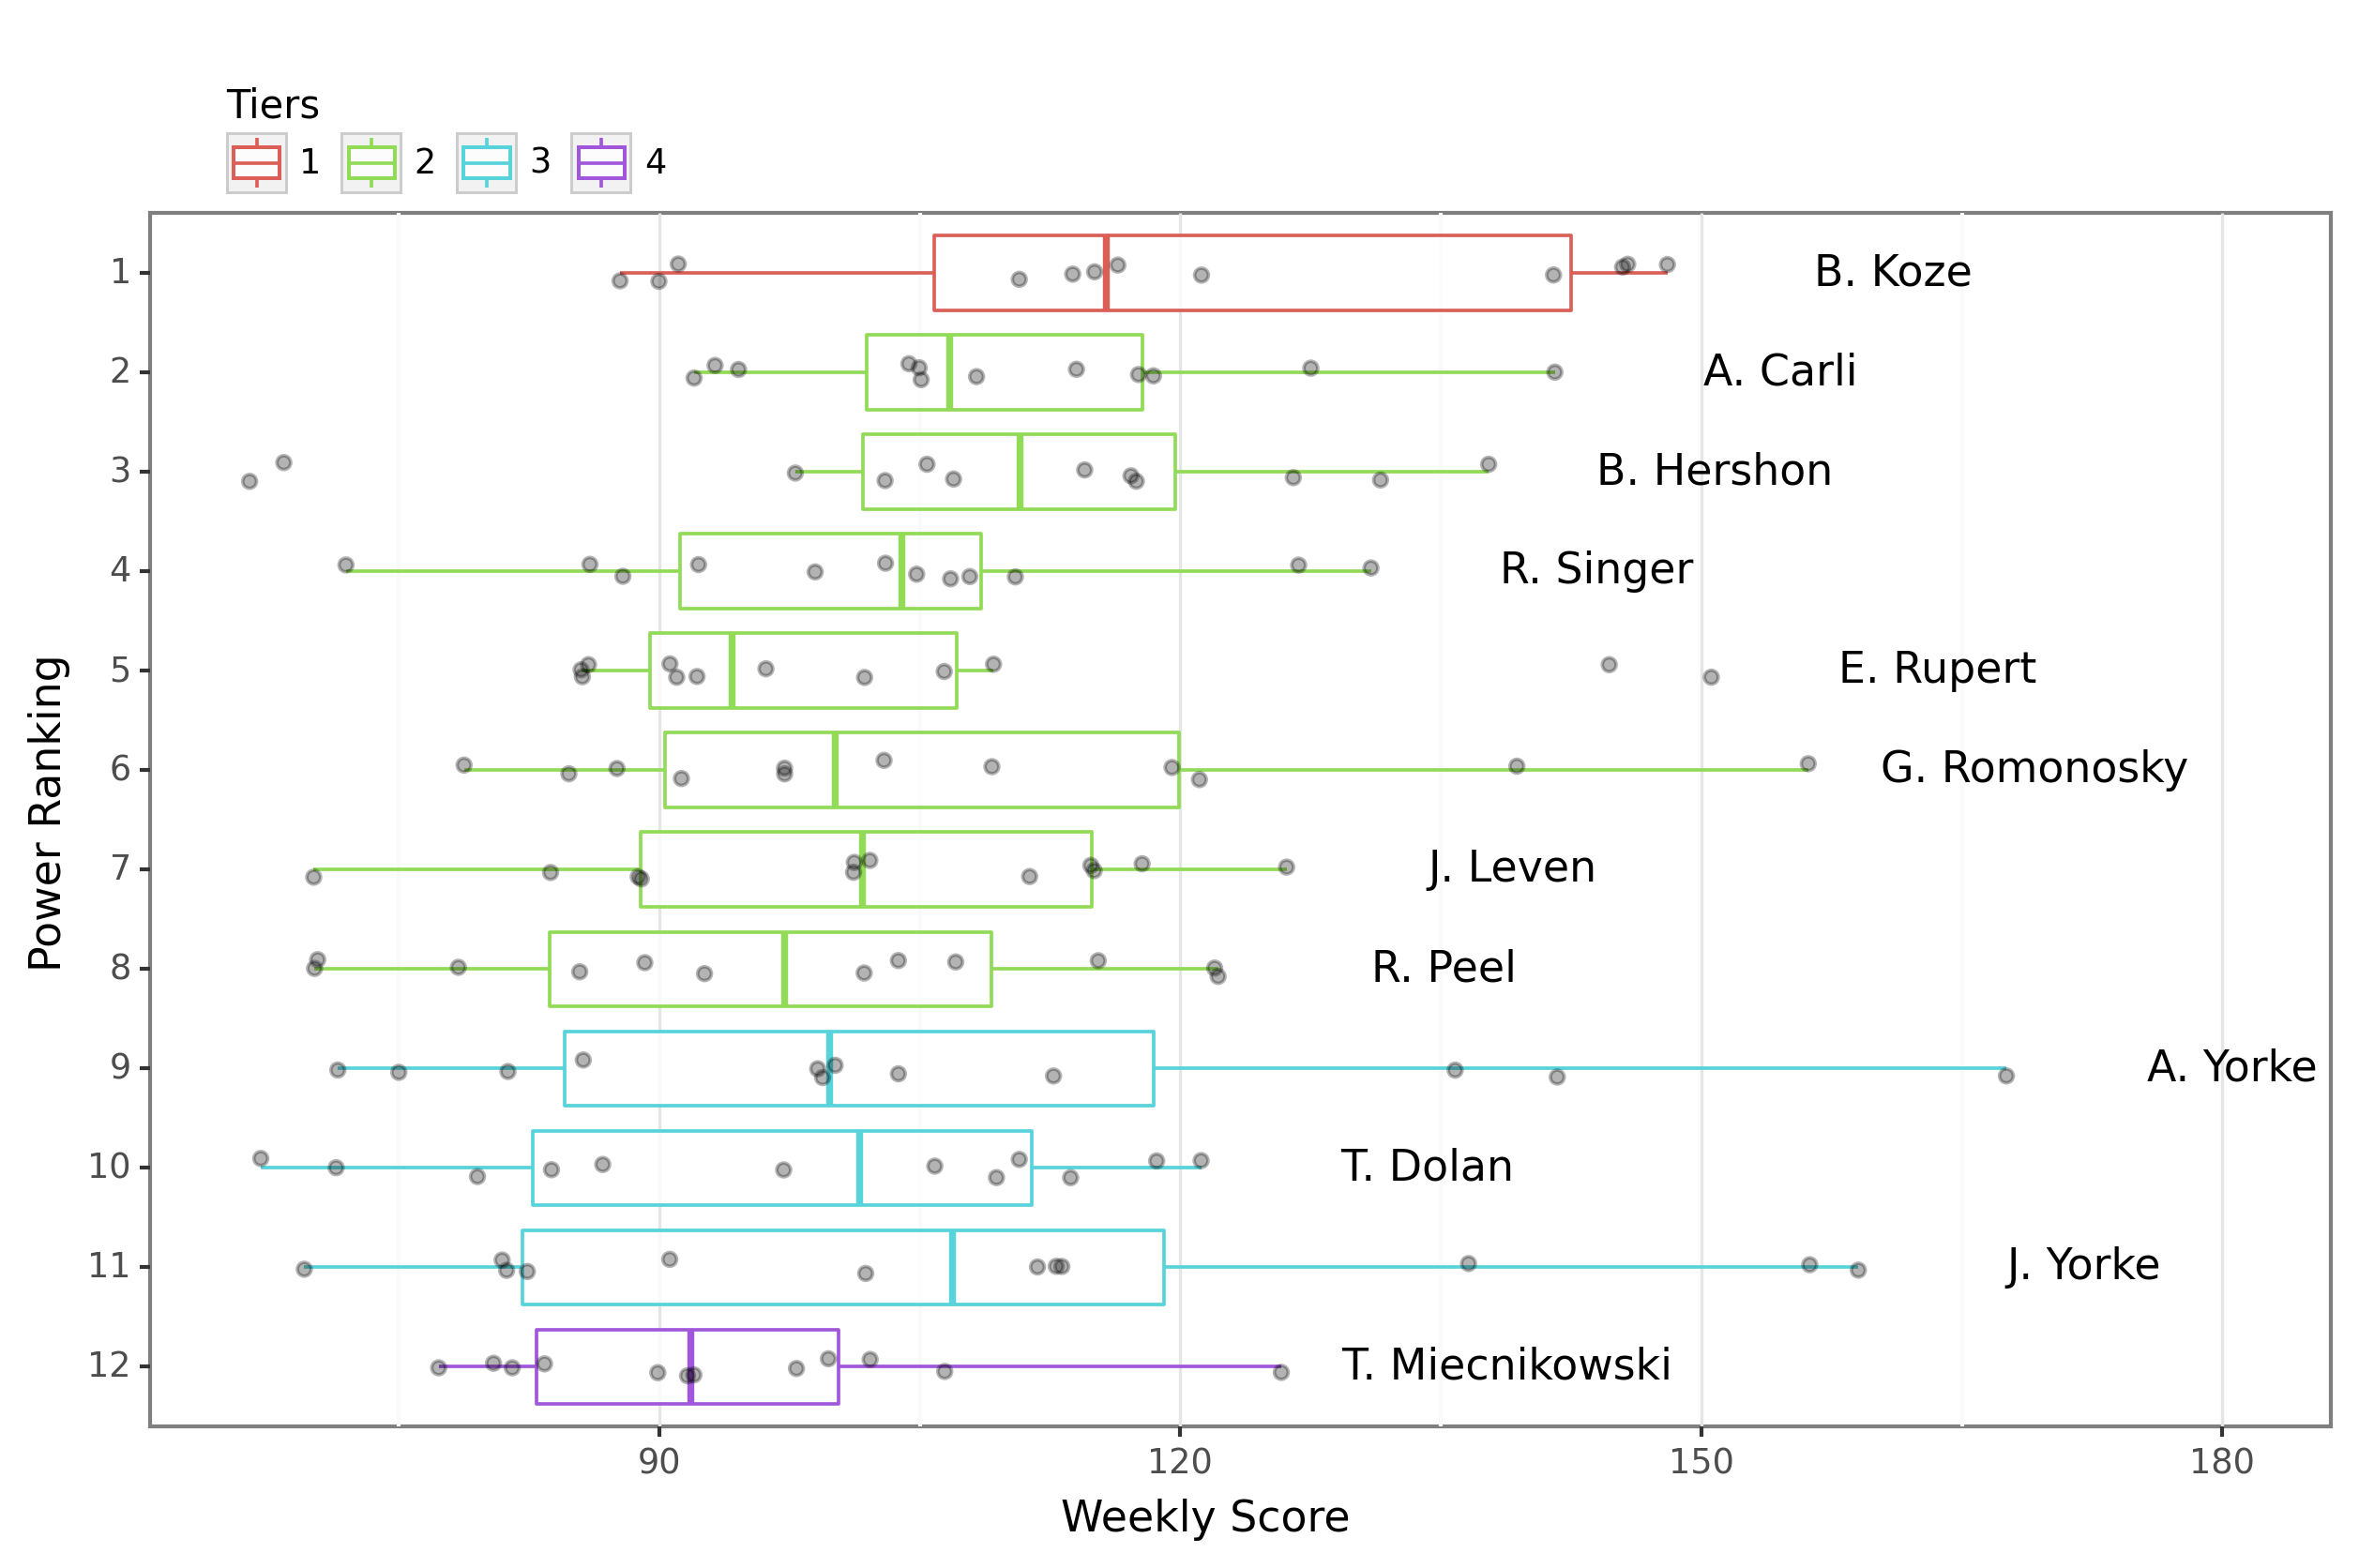 Tiers
1 2 3 4
1 B. Koze
2 A. Carli
3 B. Hershon
4 R. Singer
5 E. Rupert
6 G. Romonosky
7 J. Leven
8 R. Peel
9 A. Yorke
10 T. Dolan
11 J. Yorke
12 T. Miecnikowski
Power Ranking
90 120 150 180
Weekly Score